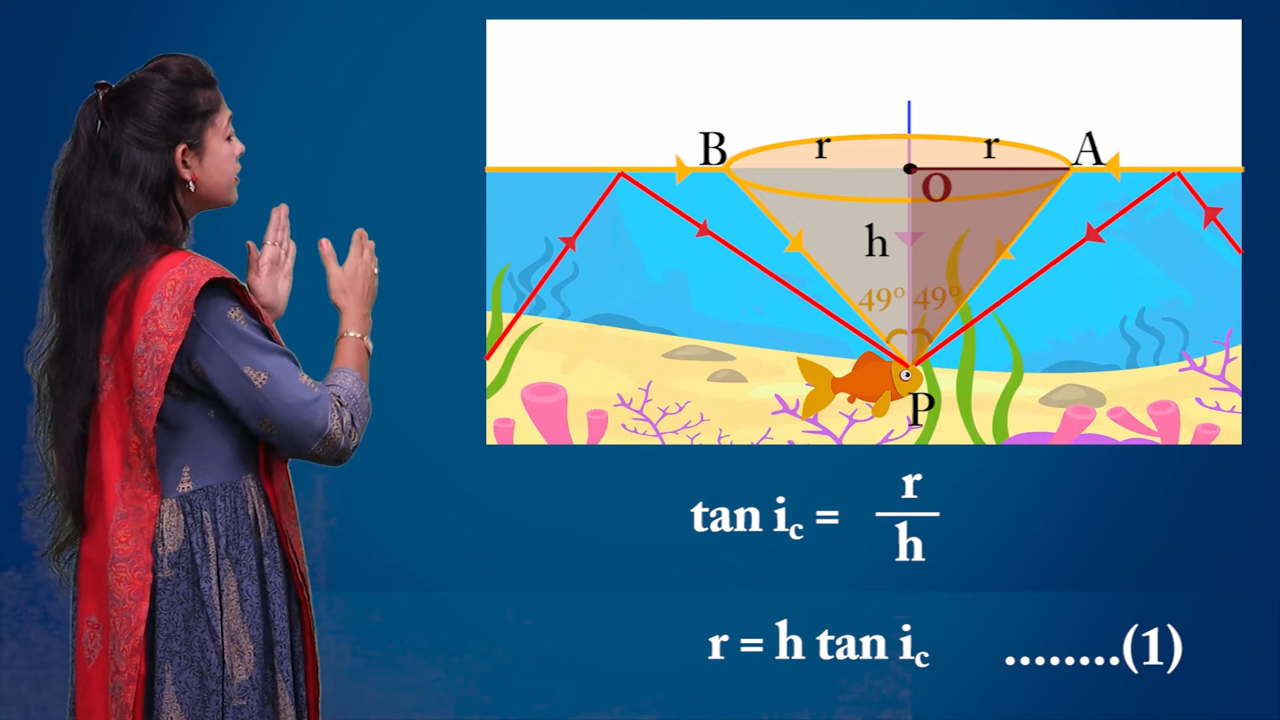 B r r A
O
h
49° 49°
P
tan i_c = r/h
r = h tan i_c ........(1)